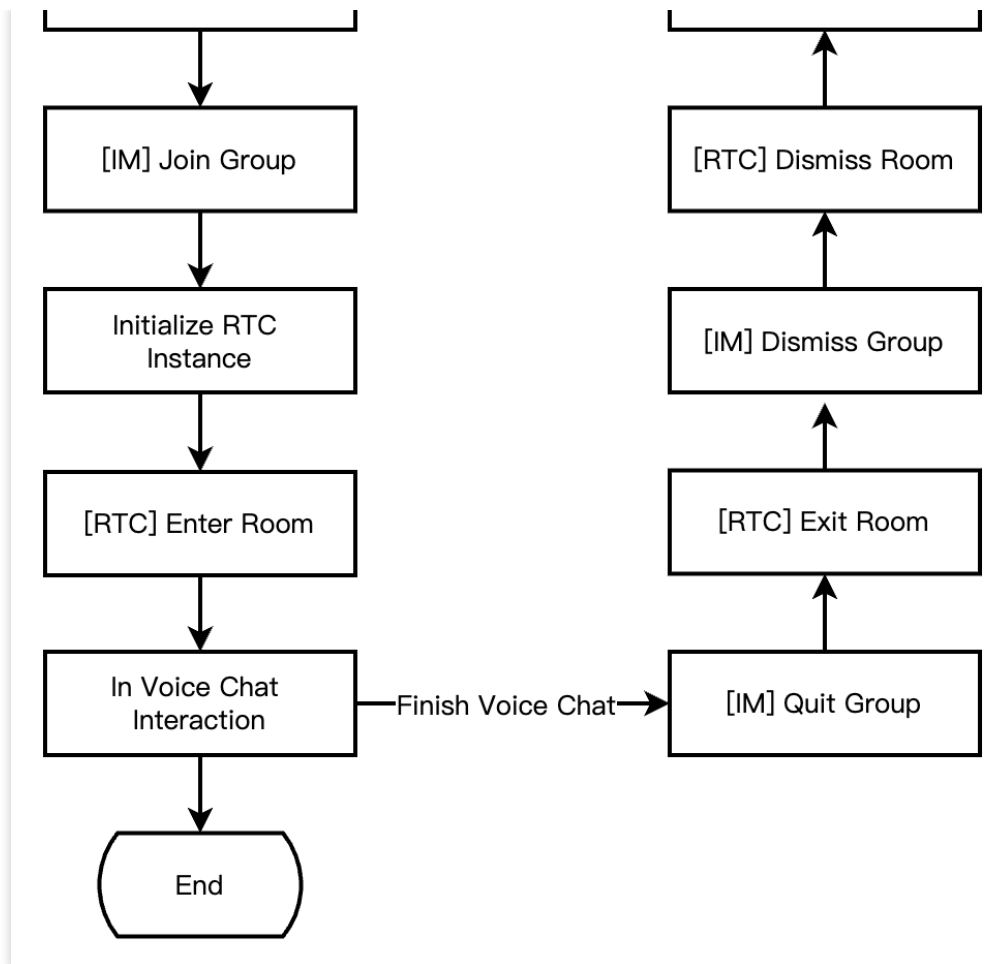 [IM] Join Group
Initialize RTC
Instance
[RTC] Enter Room
In Voice Chat
Interaction
End
Finish Voice Chat
[RTC] Dismiss Room
[IM] Dismiss Group
[RTC] Exit Room
[IM] Quit Group